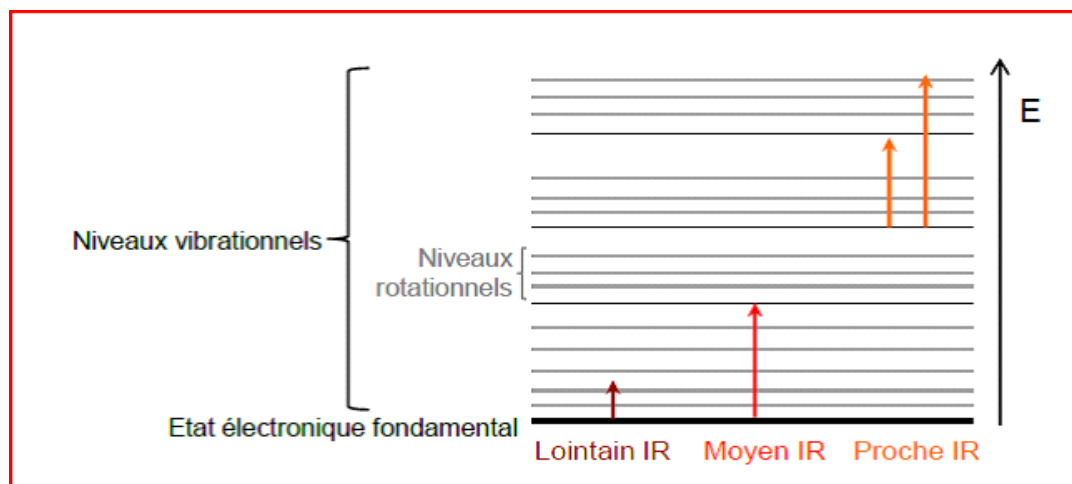 E
Niveaux vibrationnels
Niveaux
rotationnels
Etat électronique fondamental
Lointain IR
Moyen IR
Proche IR